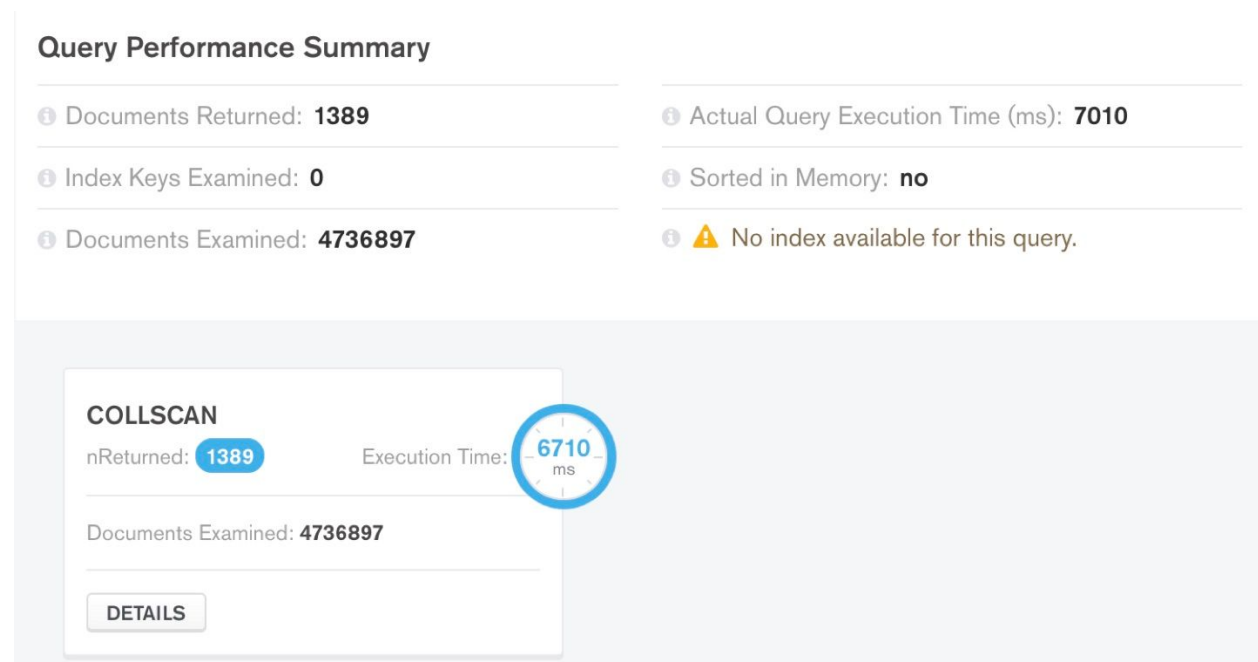 Query Performance Summary
Documents Returned: 1389
Actual Query Execution Time (ms): 7010
Index Keys Examined: 0
Sorted in Memory: no
Documents Examined: 4736897
No index available for this query.
COLLSCAN
nReturned: 1389
Execution Time: 6710 ms
Documents Examined: 4736897
DETAILS